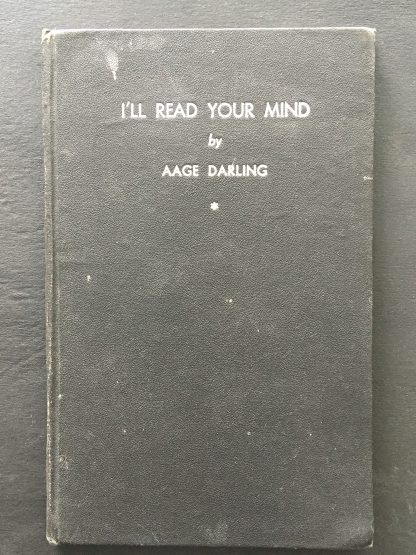 I'LL READ YOUR MIND
by
AAGE DARLING
*